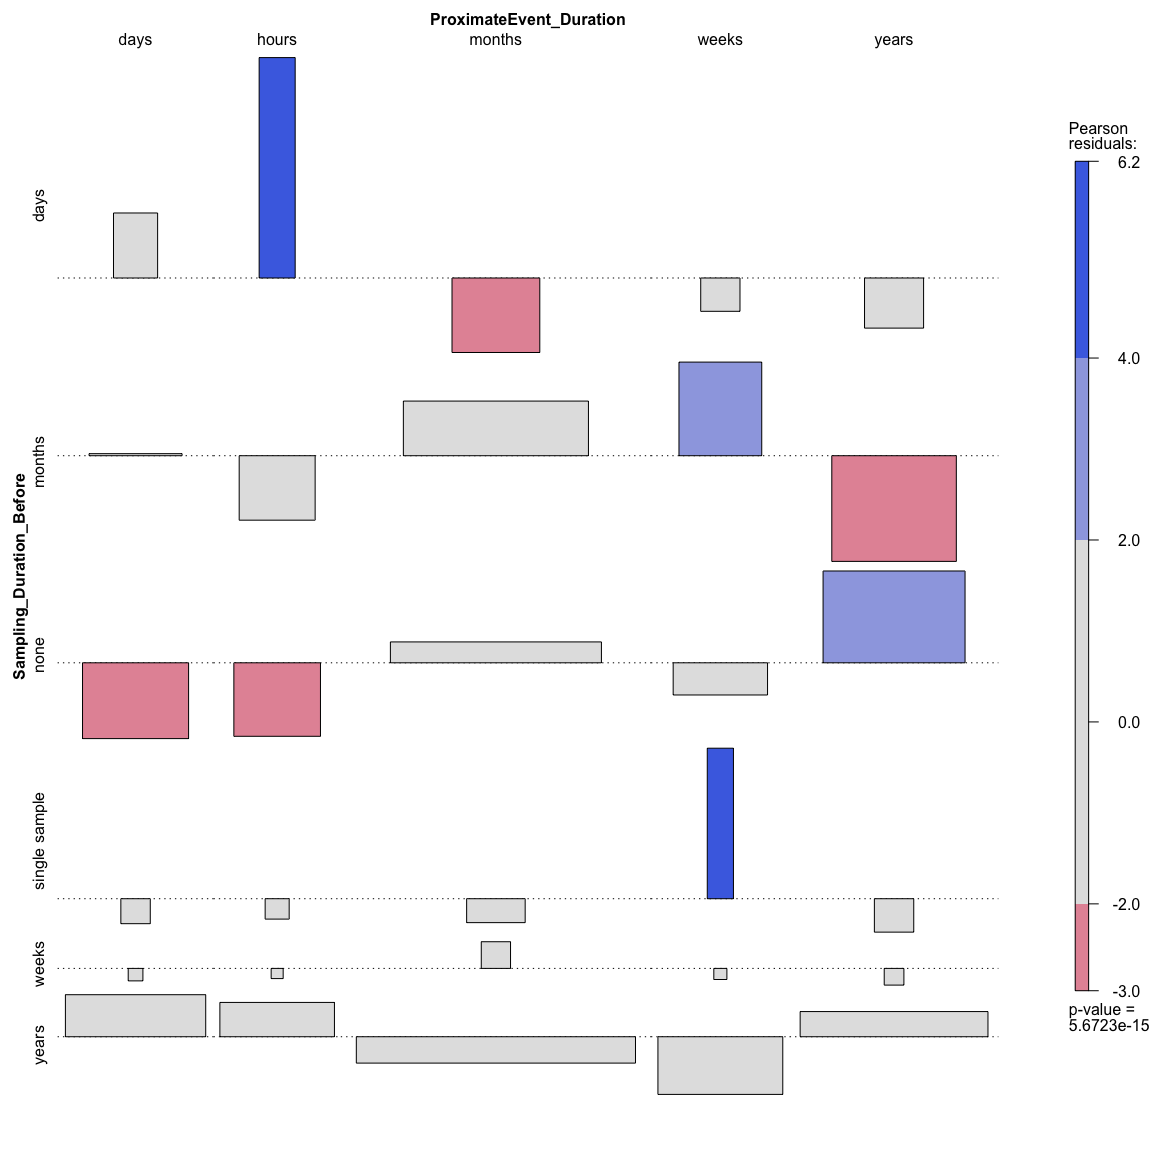 ProximateEvent_Duration
days hours months weeks years
Sampling_Duration_Before
days
months
none
single sample
weeks
years
Pearson
residuals:
6.2
4.0
2.0
0.0
-2.0
-3.0
p-value =
5.6723e-15